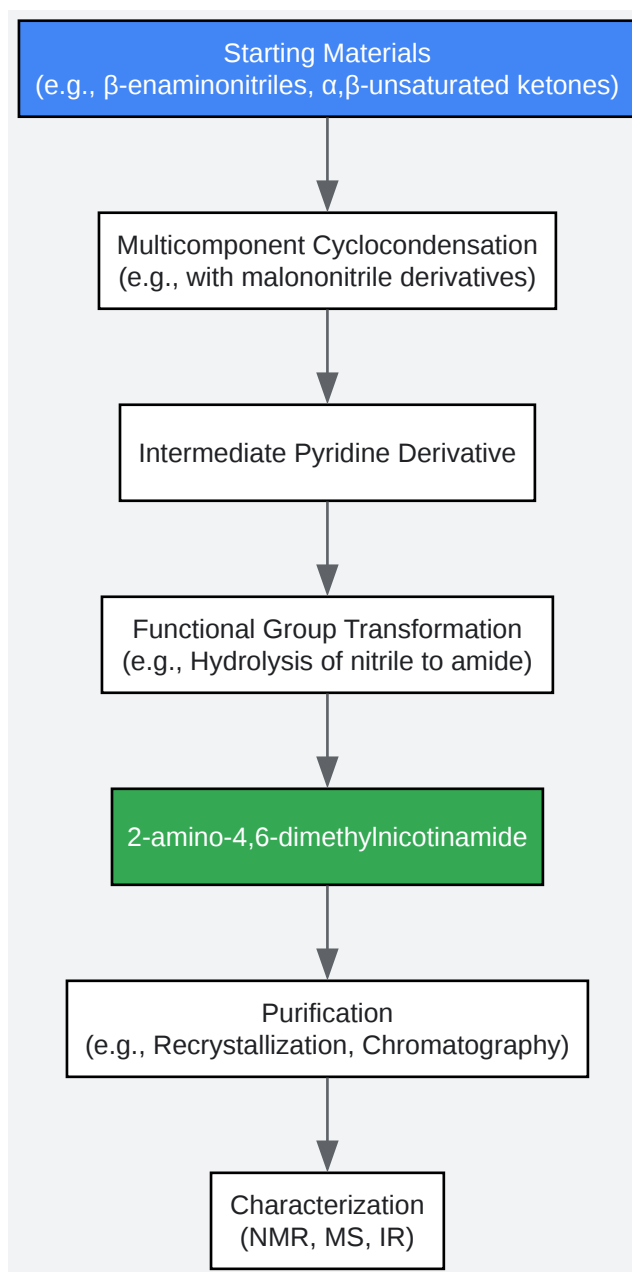 Starting Materials
(e.g., β-enaminonitriles, α,β-unsaturated ketones)
Multicomponent Cyclocondensation
(e.g., with malononitrile derivatives)
Intermediate Pyridine Derivative
Functional Group Transformation
(e.g., Hydrolysis of nitrile to amide)
2-amino-4,6-dimethylnicotinamide
Purification
(e.g., Recrystallization, Chromatography)
Characterization
(NMR, MS, IR)